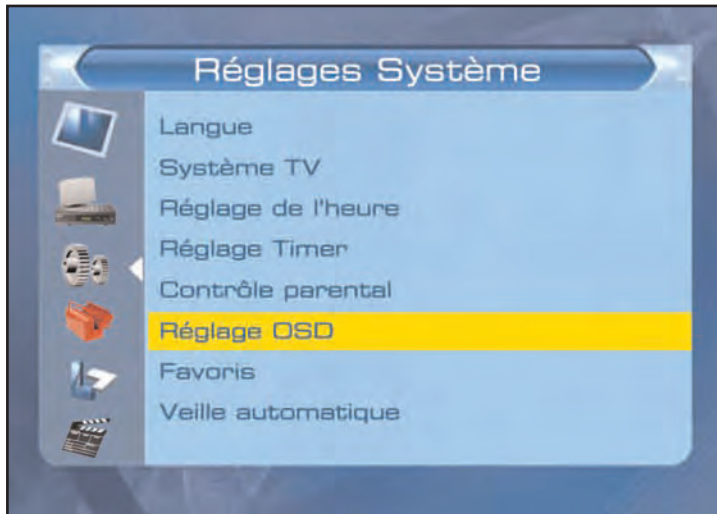 Réglages Système
Langue
Système TV
Réglage de l'heure
Réglage Timer
Contrôle parental
Réglage OSD
Favoris
Veille automatique